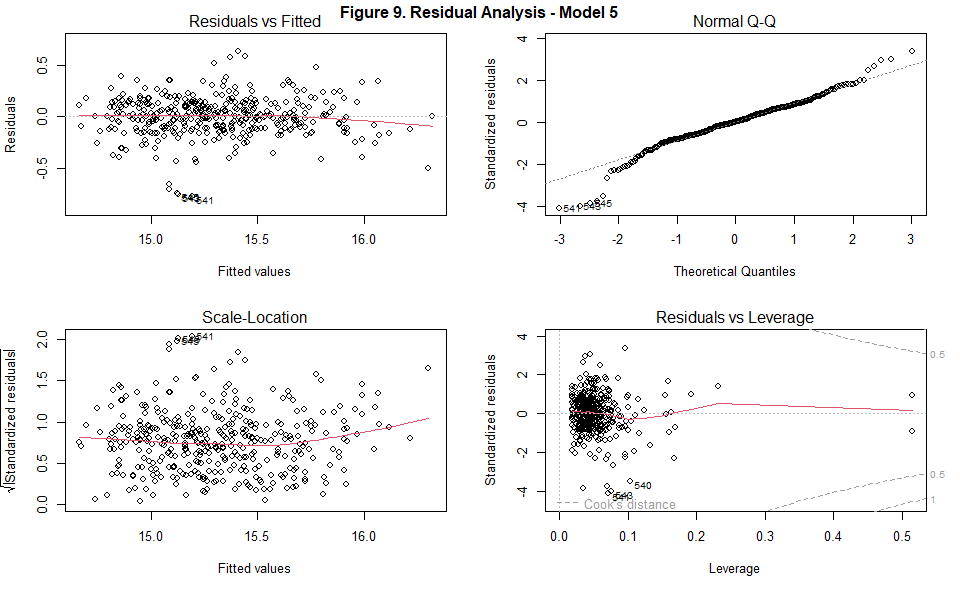 Figure 9. Residual Analysis - Model 5
Residuals vs Fitted
Residuals
0.5
0.0
-0.5
541
15.0 15.5 16.0
Fitted values
Normal Q-Q
Standardized residuals
4
2
0
-2
-4
541 543 545
-3 -2 -1 0 1 2 3
Theoretical Quantiles
Scale-Location
√|Standardized residuals|
2.0
1.5
1.0
0.5
0.0
541
15.0 15.5 16.0
Fitted values
Residuals vs Leverage
Standardized residuals
4
2
0
-2
-4
0.5
0.5
1
540
543
541
Cook's distance
0.0 0.1 0.2 0.3 0.4 0.5
Leverage